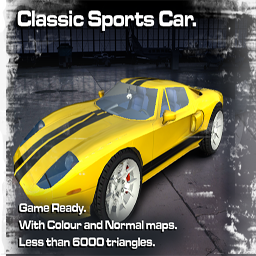 Classic Sports Car.
Game Ready.
With Colour and Normal maps.
Less than 6000 triangles.